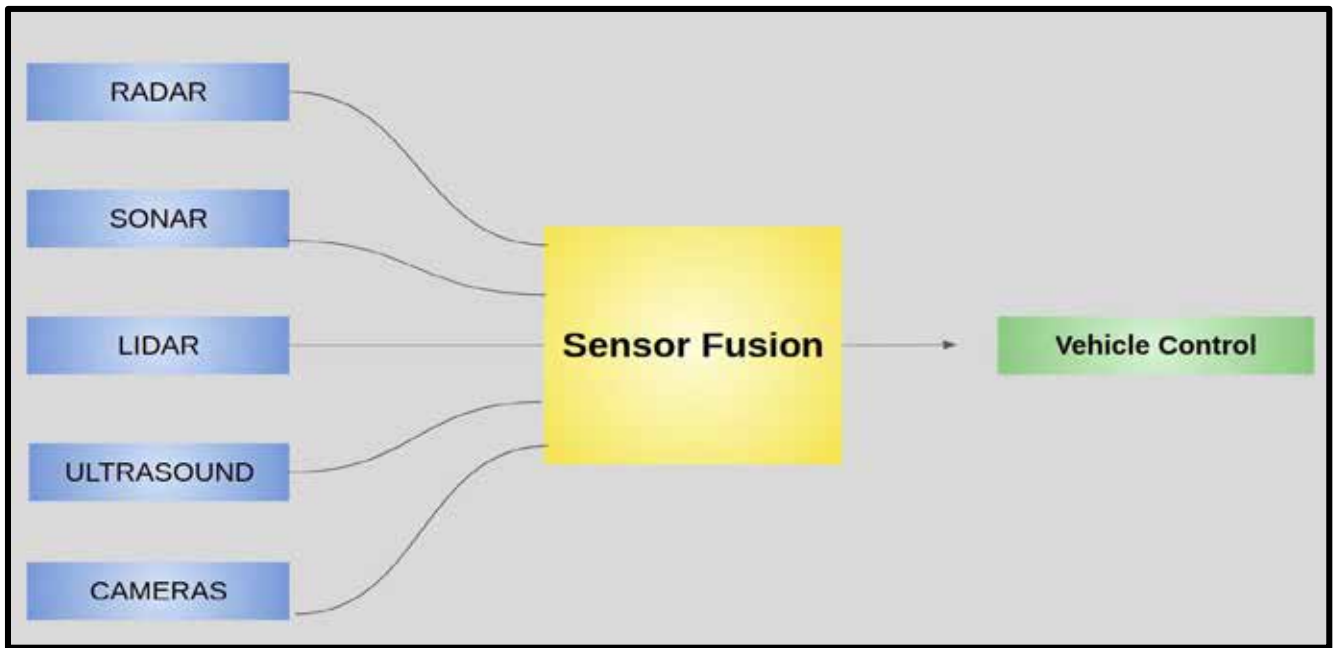 RADAR
SONAR
LIDAR
ULTRASOUND
CAMERAS
Sensor Fusion
Vehicle Control